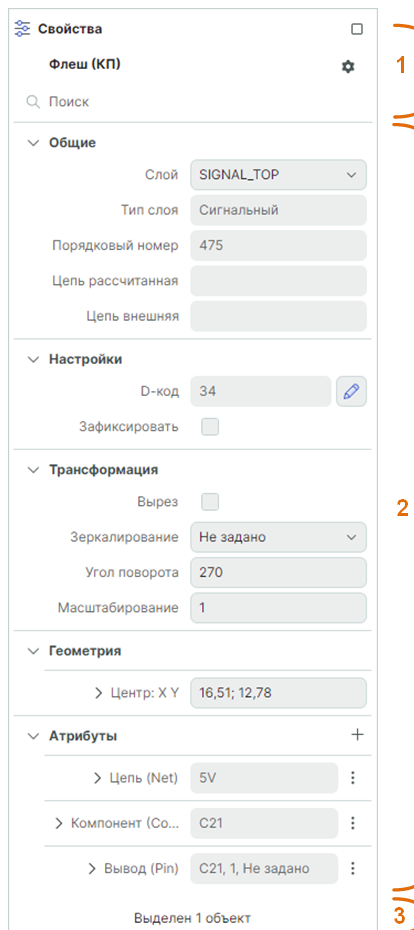 Свойства
1
Флеш (КП)
Поиск
Общие
Слой SIGNAL_TOP
Тип слоя Сигнальный
Порядковый номер 475
Цепь рассчитанная
Цепь внешняя
Настройки
D-код 34
Зафиксировать
Трансформация
Вырез
2
Зеркалирование Не задано
Угол поворота 270
Масштабирование 1
Геометрия
Центр: X Y 16,51; 12,78
Атрибуты
Цепь (Net) 5V
Компонент (Co... C21
Вывод (Pin) C21, 1, Не задано
Выделен 1 объект
3